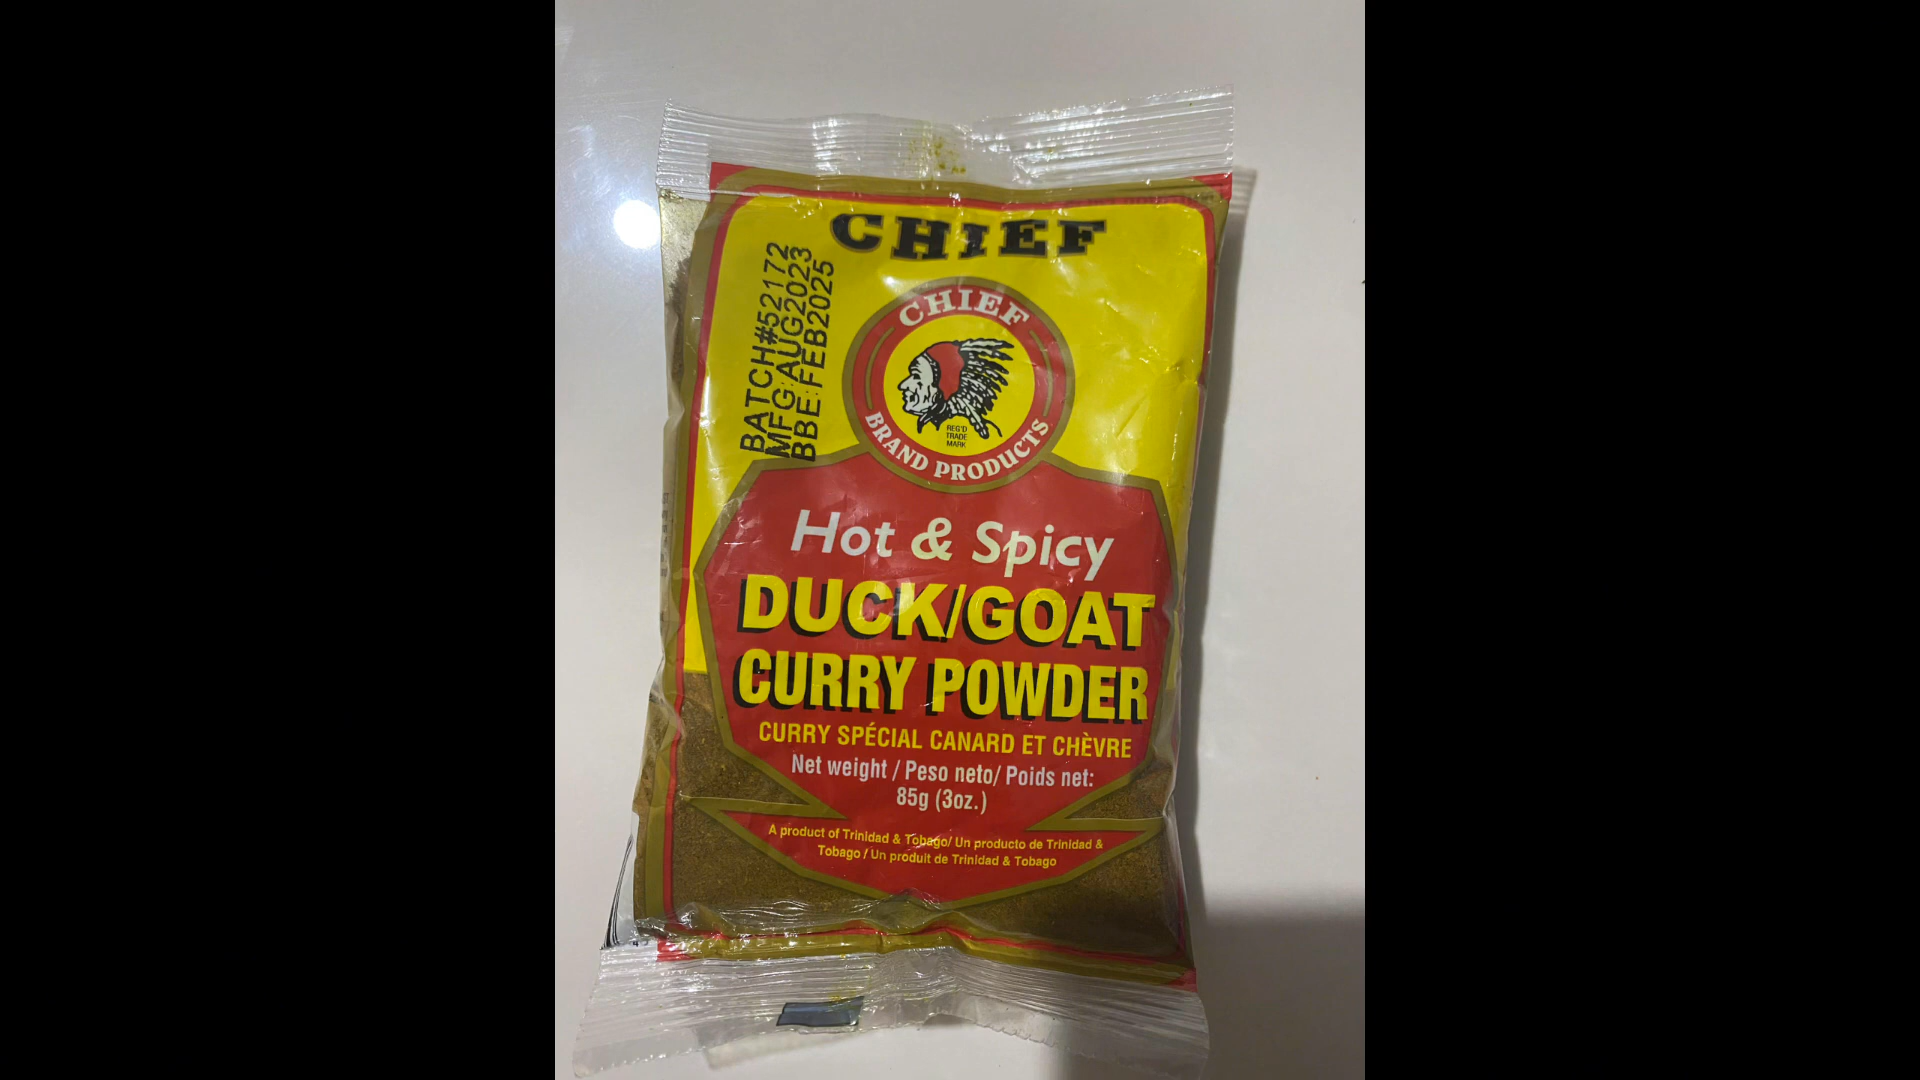 CHIEF
BATCH#52172
MFG:AUG2023
BBE:FEB2025
CHIEF
REG'D
TRADE
MARK
BRAND PRODUCTS
Hot & Spicy
DUCK/GOAT
CURRY POWDER
CURRY SPÉCIAL CANARD ET CHÈVRE
Net weight / Peso neto/ Poids net:
85g (3oz.)
A product of Trinidad & Tobago/ Un producto de Trinidad &
Tobago / Un produit de Trinidad & Tobago